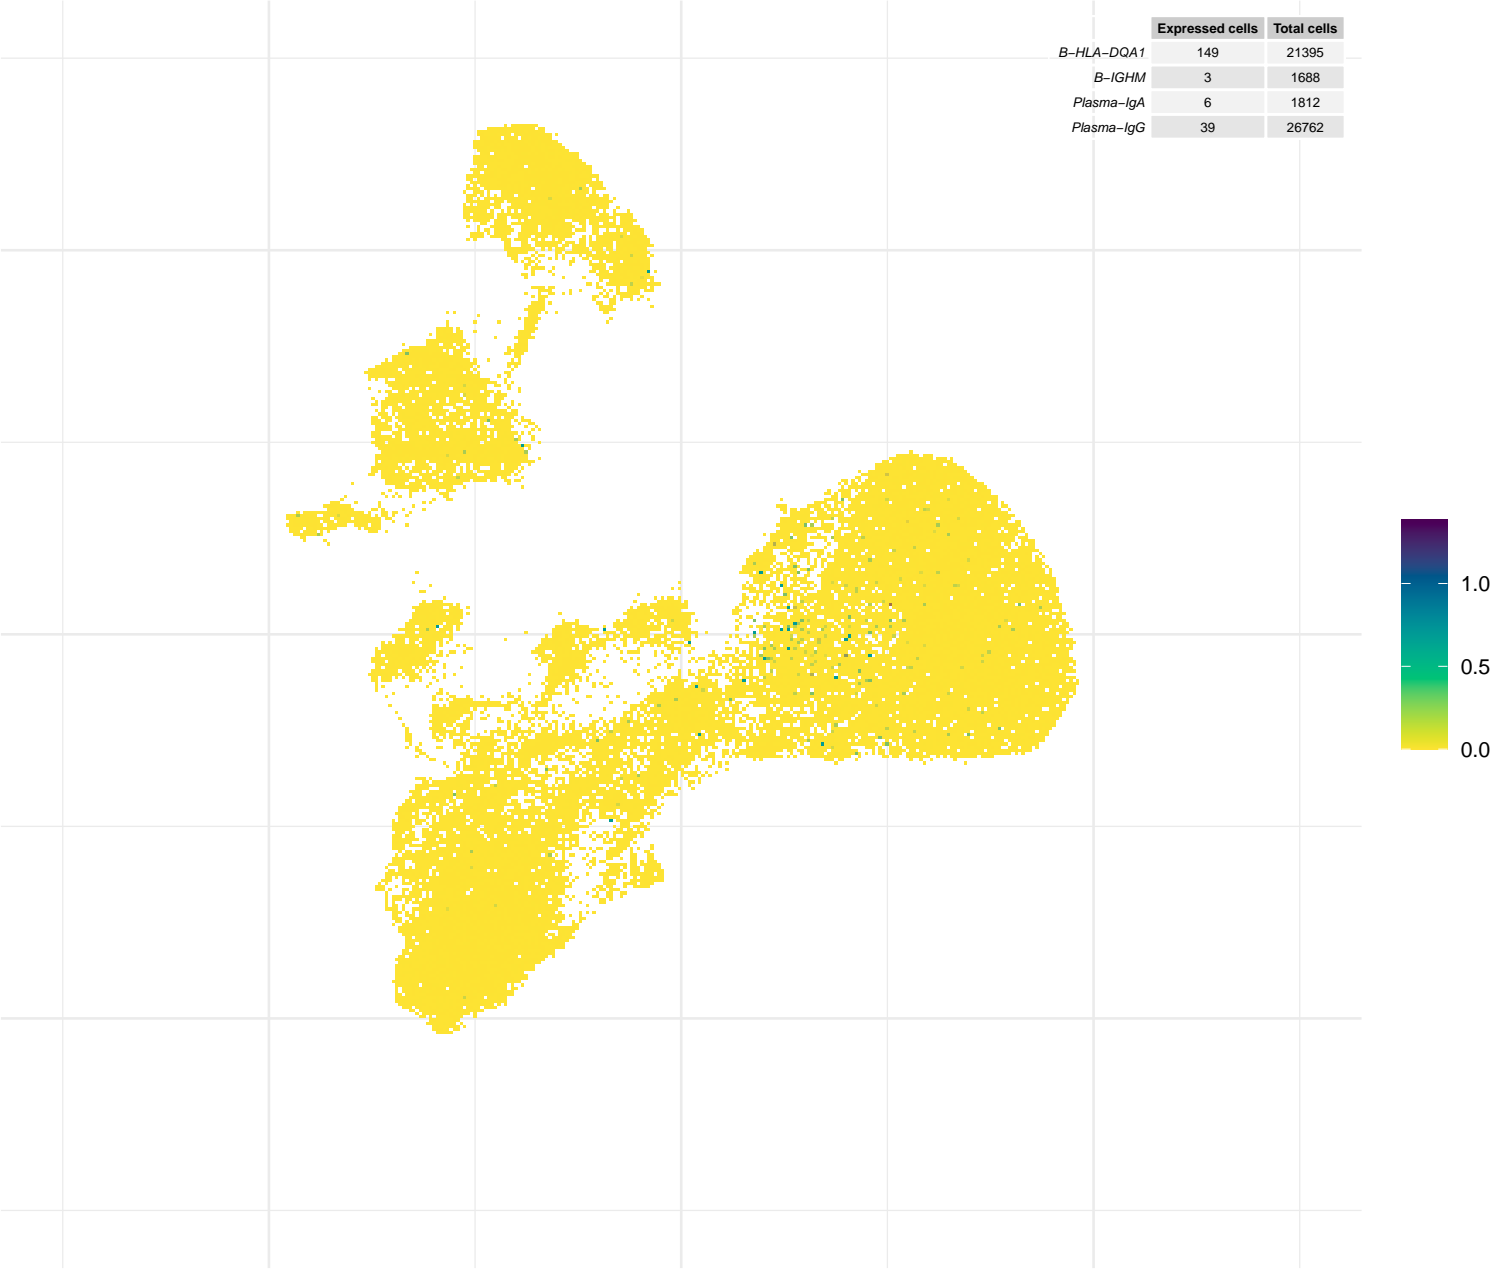 Expressed cells Total cells
B−HLA−DQA1 149 21395
B−IGHM 3 1688
Plasma−IgA 6 1812
Plasma−IgG 39 26762
1.0
0.5
0.0